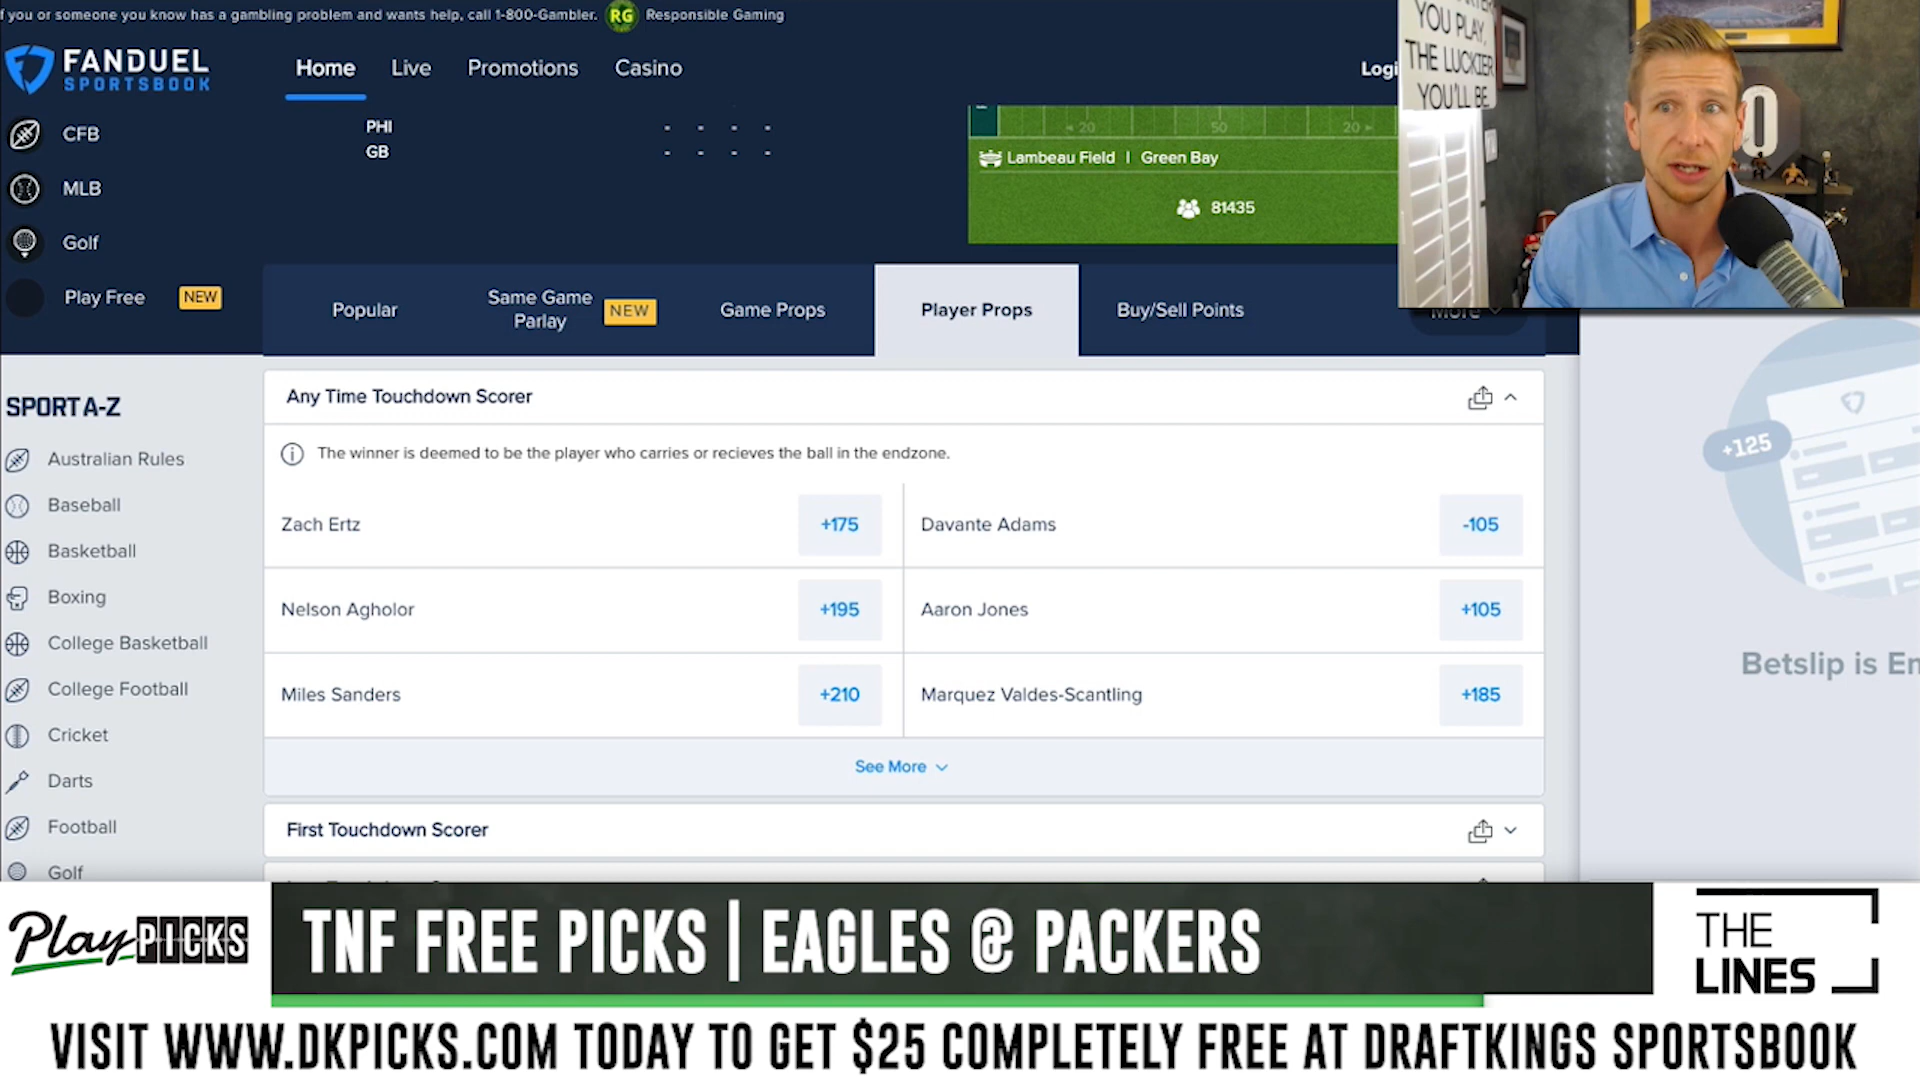 f you or someone you know has a gambling problem and wants help, call 1-800-Gambler. RG Responsible Gaming
FANDUEL
SPORTSBOOK
Home Live Promotions Casino Logi
CFB
MLB
Golf
Play Free NEW
PHI - - - -
GB - - - -
20 50 20
Lambeau Field | Green Bay
81435
YOU PLAY,
THE LUCKIER
YOU'LL BE.
Popular Same Game Parlay NEW Game Props Player Props Buy/Sell Points More
SPORT A-Z
Australian Rules
Baseball
Basketball
Boxing
College Basketball
College Football
Cricket
Darts
Football
Golf
Any Time Touchdown Scorer
The winner is deemed to be the player who carries or recieves the ball in the endzone.
Zach Ertz +175 Davante Adams -105
Nelson Agholor +195 Aaron Jones +105
Miles Sanders +210 Marquez Valdes-Scantling +185
See More
First Touchdown Scorer
+125
Betslip is En
Play PICKS
TNF FREE PICKS | EAGLES @ PACKERS
THE
LINES
VISIT WWW.DKPICKS.COM TODAY TO GET $25 COMPLETELY FREE AT DRAFTKINGS SPORTSBOOK